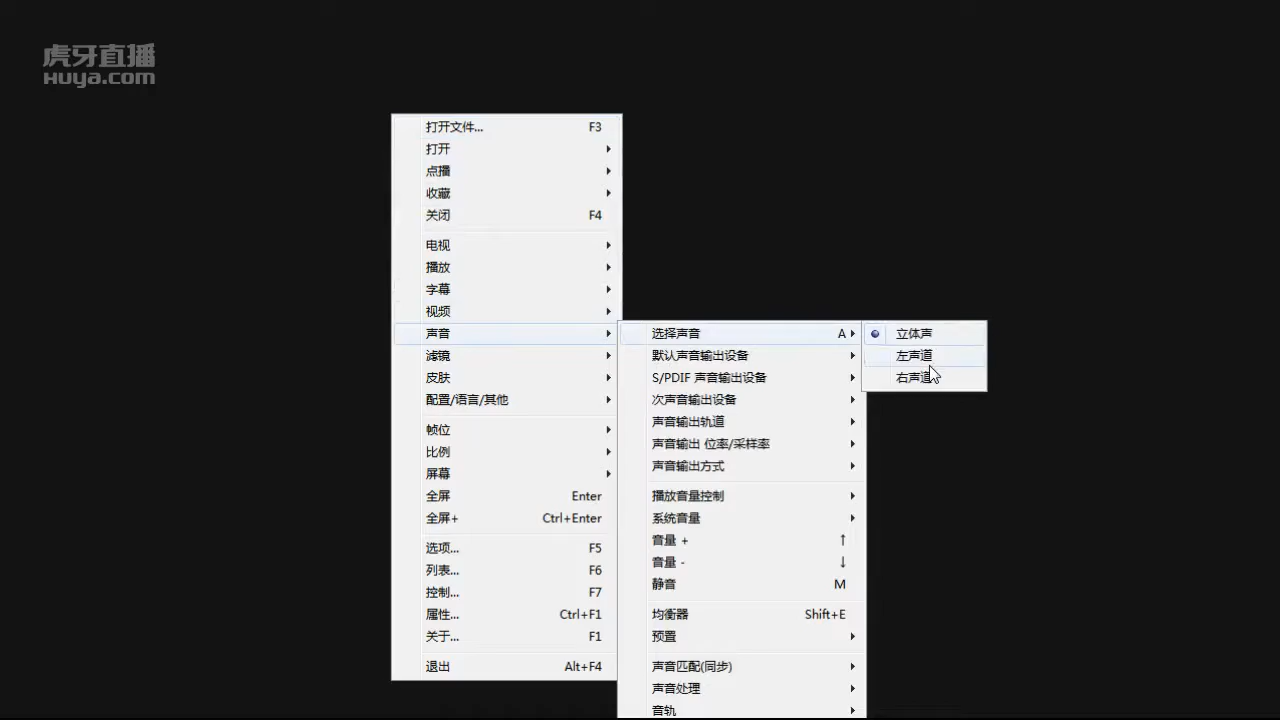 虎牙直播
Huya.com
打开文件... F3
打开
点播
收藏
关闭 F4
电视
播放
字幕
视频
声音
滤镜
皮肤
配置/语言/其他
帧位
比例
屏幕
全屏 Enter
全屏+ Ctrl+Enter
选项... F5
列表... F6
控制... F7
属性... Ctrl+F1
关于... F1
退出 Alt+F4
选择声音 A
默认声音输出设备
S/PDIF 声音输出设备
次声音输出设备
声音输出轨道
声音输出 位率/采样率
声音输出方式
播放音量控制
系统音量
音量 + ↑
音量 - ↓
静音 M
均衡器 Shift+E
预置
声音匹配(同步)
声音处理
音轨
立体声
左声道
右声道